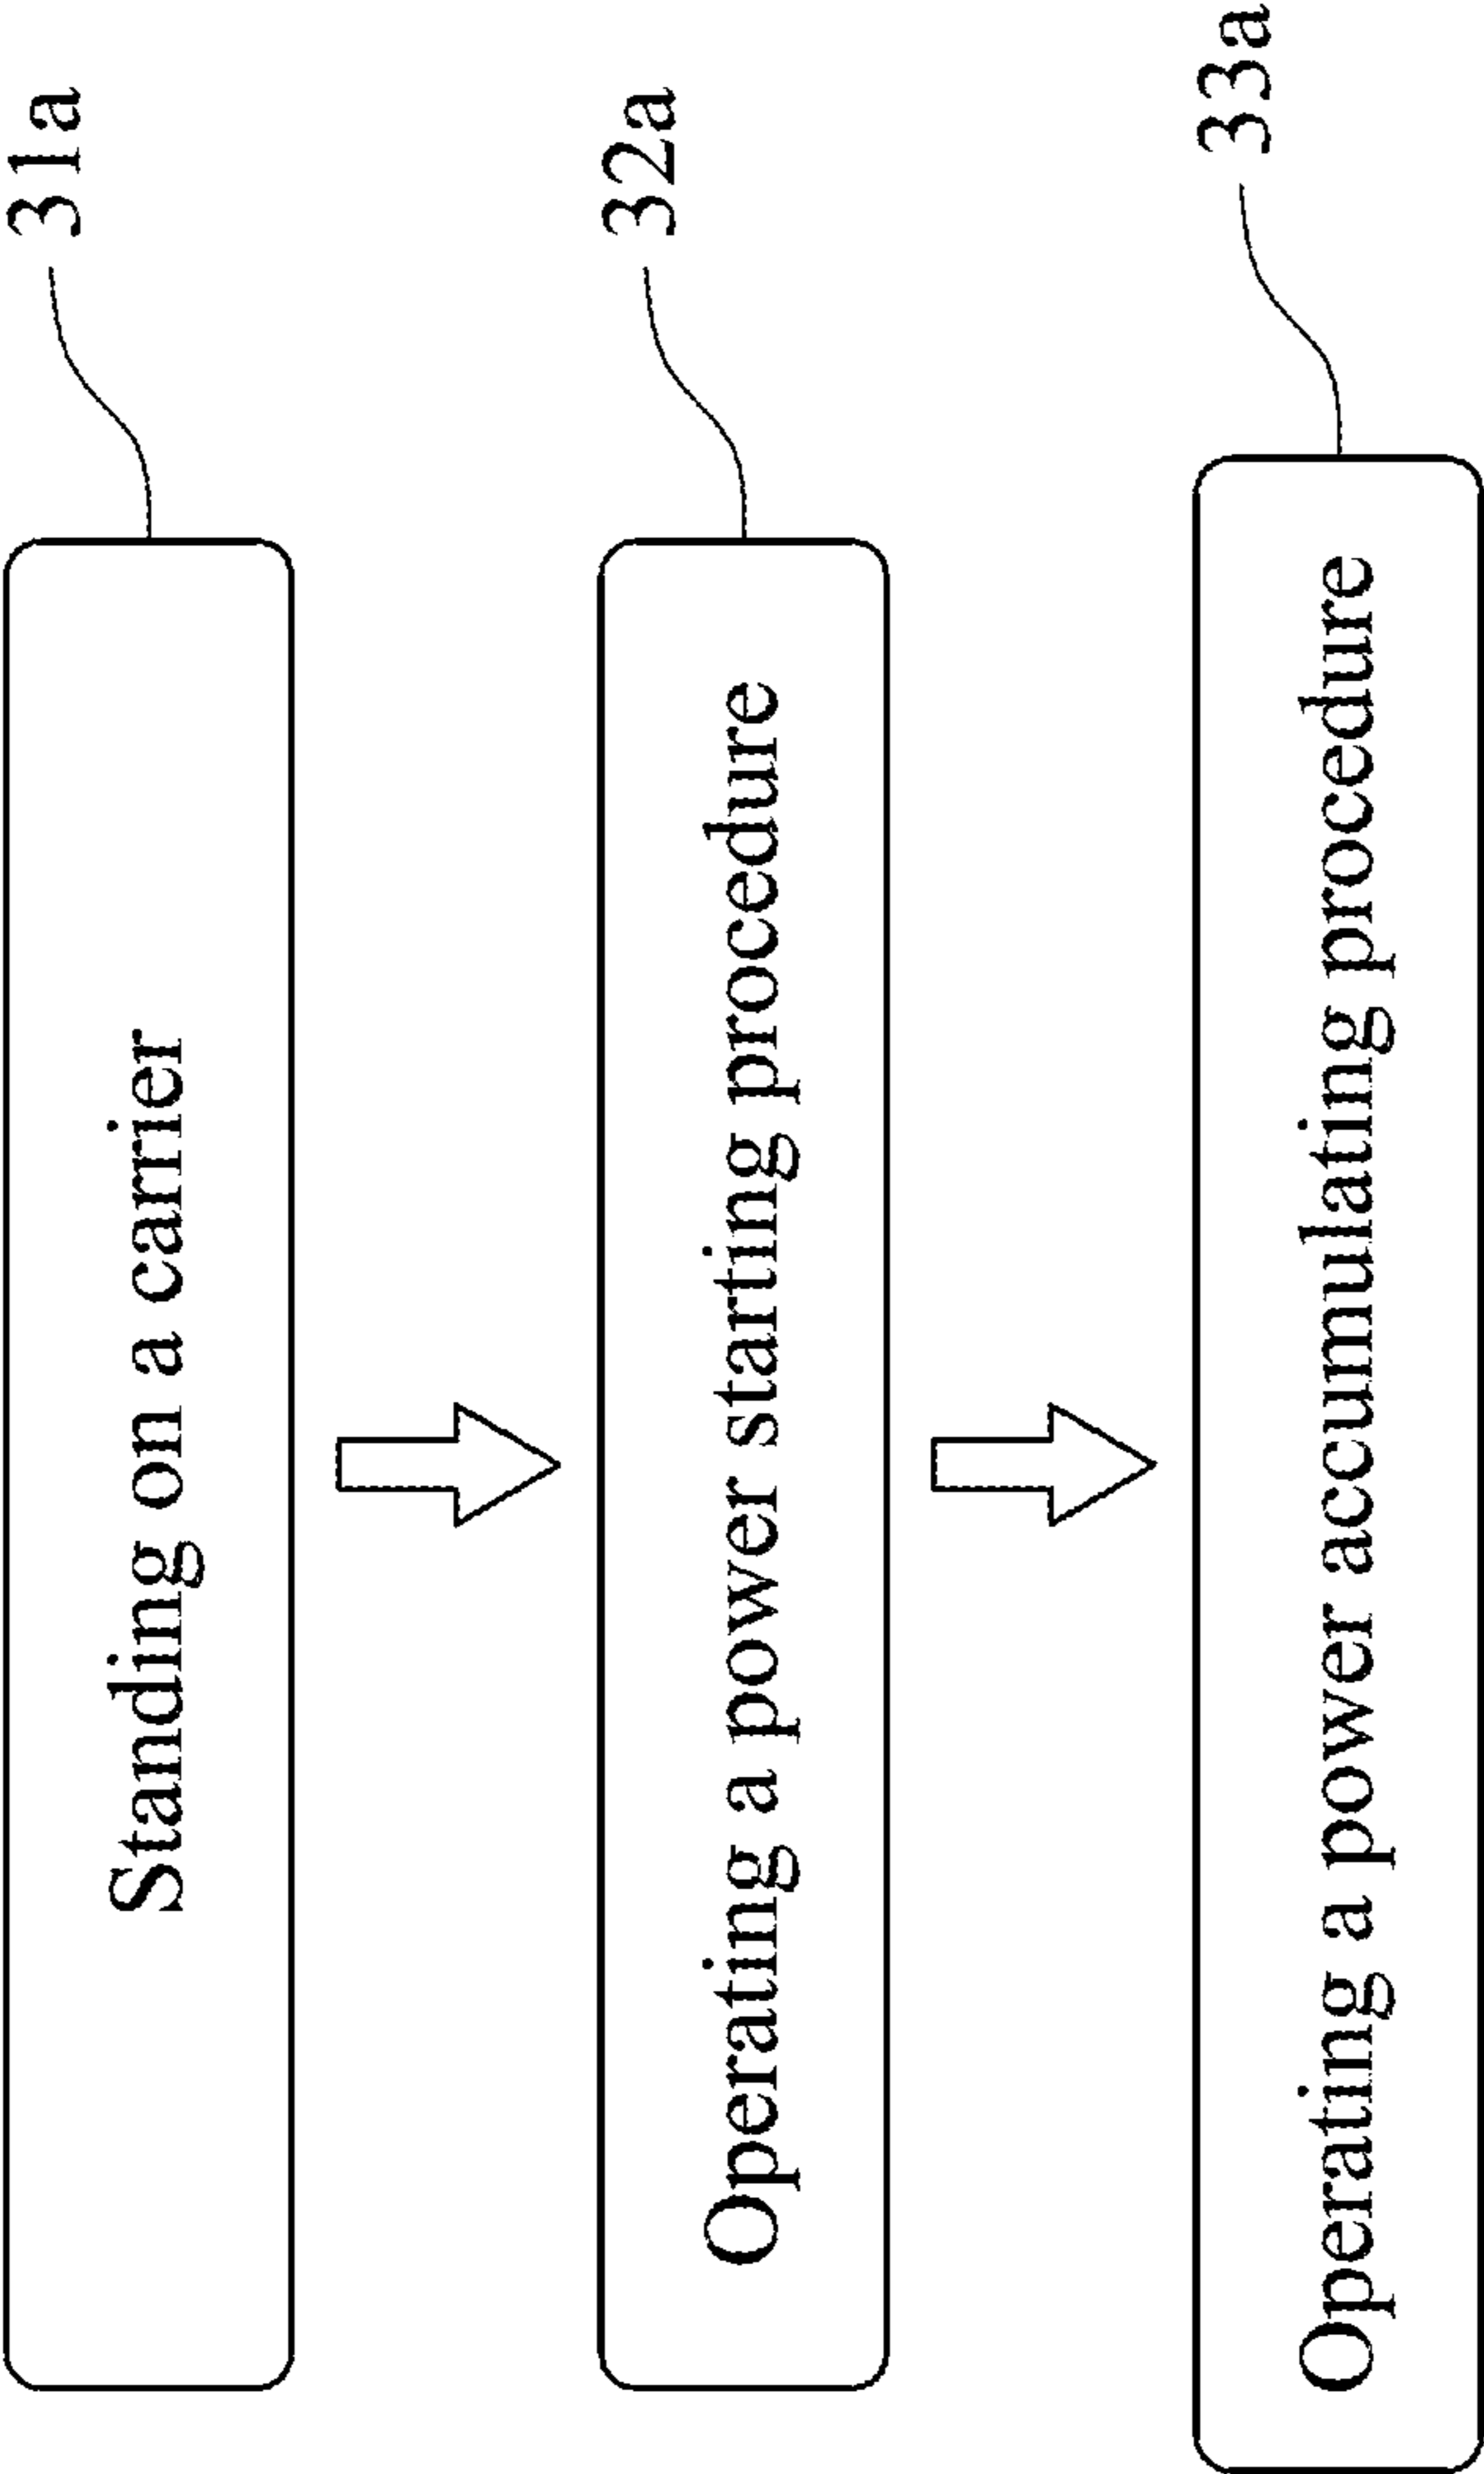 31a
Standing on a carrier
32a
Operating a power starting procedure
33a
Operating a power accumulating procedure